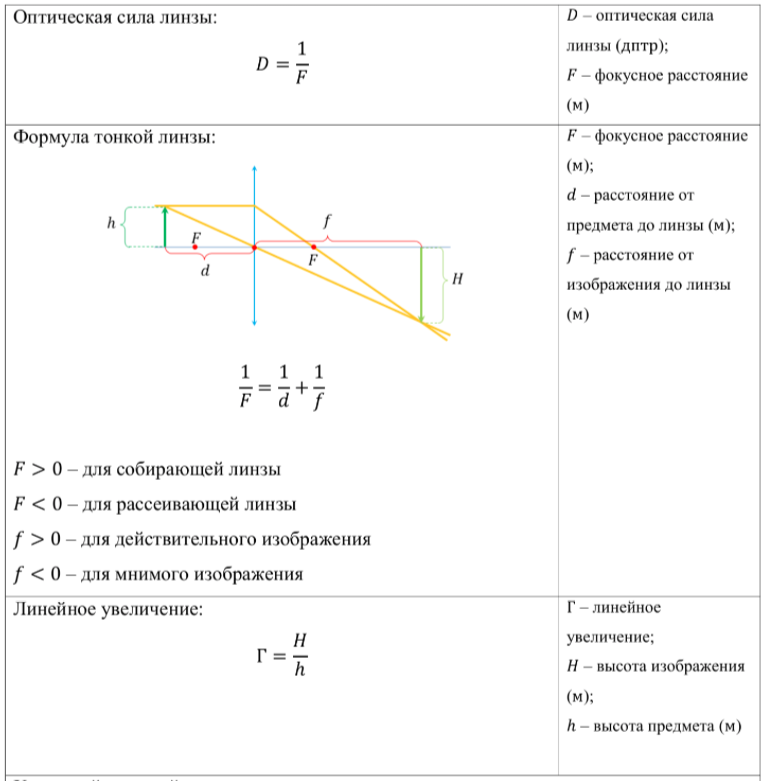 Оптическая сила линзы:
D = 1/F
D – оптическая сила
линзы (дптр);
F – фокусное расстояние
(м)
Формула тонкой линзы:
h
F
d
f
F
H
1/F = 1/d + 1/f
F > 0 – для собирающей линзы
F < 0 – для рассеивающей линзы
f > 0 – для действительного изображения
f < 0 – для мнимого изображения
F – фокусное расстояние
(м);
d – расстояние от
предмета до линзы (м);
f – расстояние от
изображения до линзы
(м)
Линейное увеличение:
Γ = H/h
Γ – линейное
увеличение;
H – высота изображения
(м);
h – высота предмета (м)